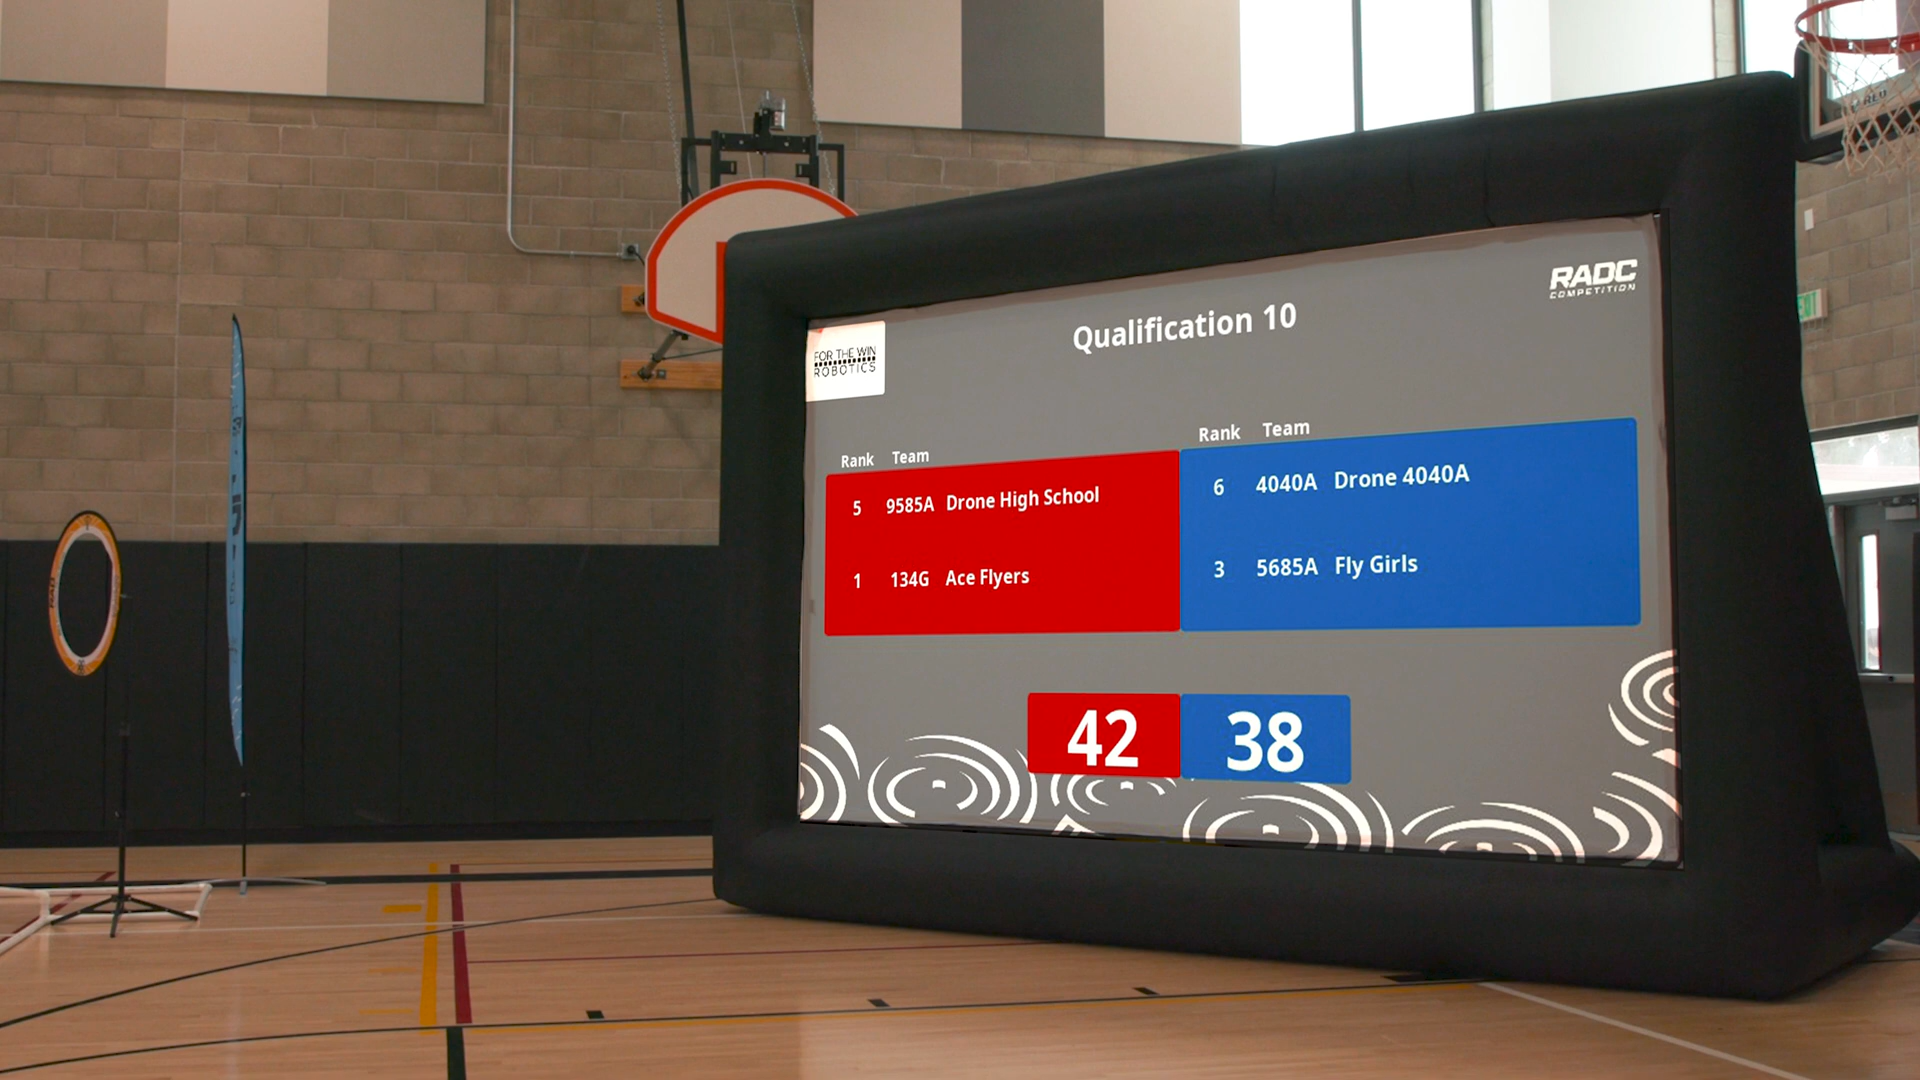 RADC
COMPETITION
Qualification 10
FOR THE WIN
ROBOTICS
Rank Team
5 9585A Drone High School
1 134G Ace Flyers
Rank Team
6 4040A Drone 4040A
3 5685A Fly Girls
42 38